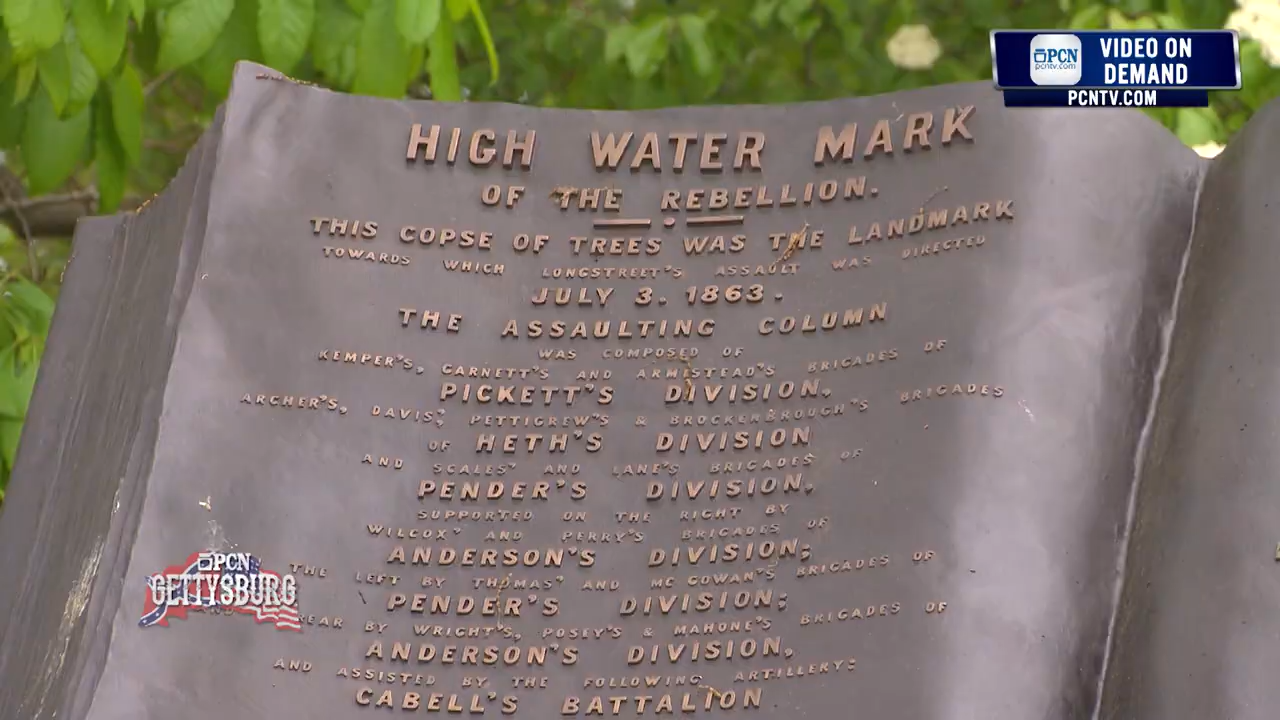 PCN
pcntv.com
VIDEO ON
DEMAND
PCNTV.COM
HIGH WATER MARK
OF THE REBELLION.
THIS COPSE OF TREES WAS THE LANDMARK
TOWARDS WHICH LONGSTREET'S ASSAULT WAS DIRECTED
JULY 3. 1863.
THE ASSAULTING COLUMN
WAS COMPOSED OF
KEMPER'S, GARNETT'S AND ARMISTEAD'S BRIGADES OF
PICKETT'S DIVISION,
ARCHER'S, DAVIS', PETTIGREW'S & BROCKENBROUGH'S BRIGADES
OF HETH'S DIVISION
AND SCALES' AND LANE'S BRIGADES OF
PENDER'S DIVISION,
SUPPORTED ON THE RIGHT BY
WILCOX' AND PERRY'S BRIGADES OF
ANDERSON'S DIVISION;
THE LEFT BY THOMAS' AND MCGOWAN'S BRIGADES OF
PENDER'S DIVISION;
BY WRIGHT'S, POSEY'S & MAHONE'S BRIGADES OF
ANDERSON'S DIVISION,
AND ASSISTED BY THE FOLLOWING ARTILLERY:
CABELL'S BATTALION
PCN
GETTYSBURG